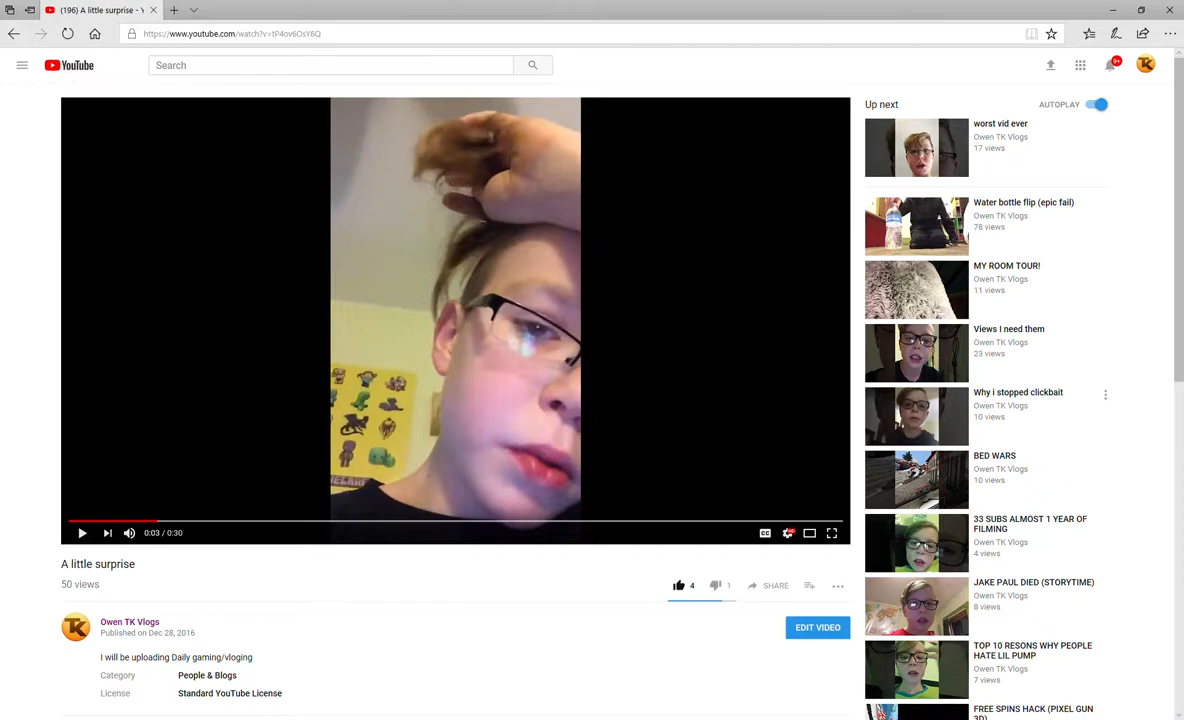 (196) A little surprise - Y
https://www.youtube.com/watch?v=tP4ov6OsY6Q
YouTube
Search
9+
TK
Up next
AUTOPLAY
worst vid ever
Owen TK Vlogs
17 views
Water bottle flip (epic fail)
Owen TK Vlogs
78 views
MY ROOM TOUR!
Owen TK Vlogs
11 views
Views I need them
Owen TK Vlogs
23 views
Why i stopped clickbait
Owen TK Vlogs
10 views
BED WARS
Owen TK Vlogs
10 views
33 SUBS ALMOST 1 YEAR OF
FILMING
Owen TK Vlogs
4 views
JAKE PAUL DIED (STORYTIME)
Owen TK Vlogs
8 views
TOP 10 RESONS WHY PEOPLE
HATE LIL PUMP
Owen TK Vlogs
7 views
FREE SPINS HACK (PIXEL GUN
3D)
0:03 / 0:30
CC
HD
A little surprise
50 views
4
1
SHARE
TK
Owen TK Vlogs
Published on Dec 28, 2016
EDIT VIDEO
I will be uploading Daily gaming/vloging
Category People & Blogs
License Standard YouTube License